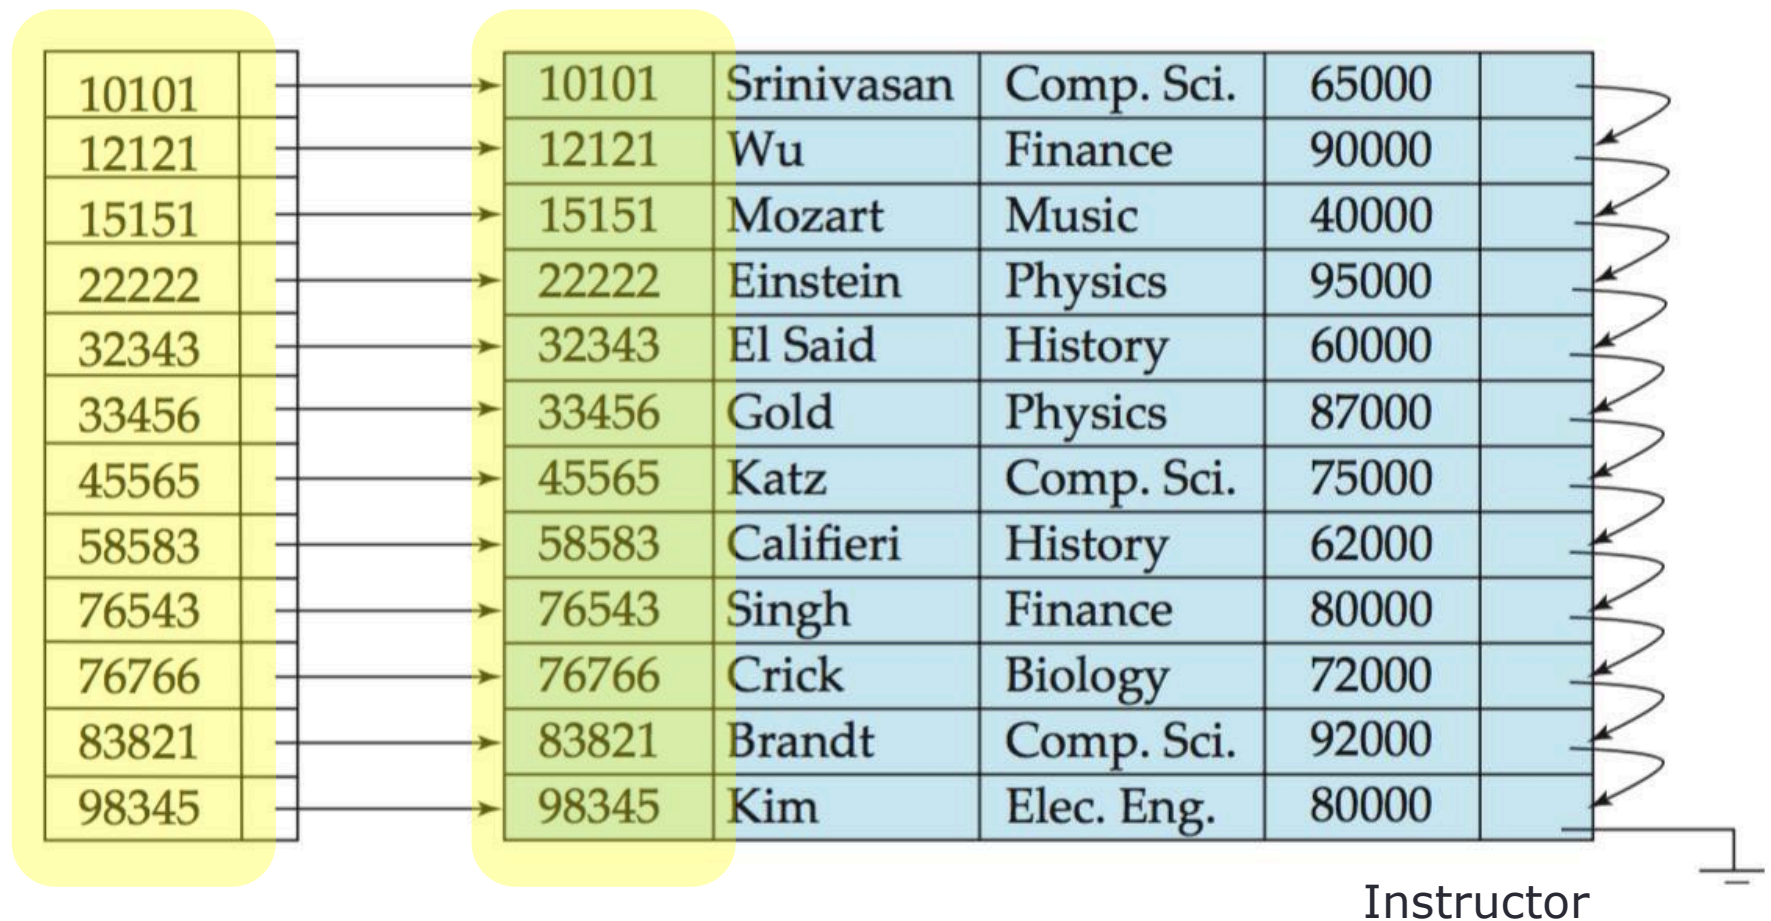 10101 10101 Srinivasan Comp. Sci. 65000
12121 12121 Wu Finance 90000
15151 15151 Mozart Music 40000
22222 22222 Einstein Physics 95000
32343 32343 El Said History 60000
33456 33456 Gold Physics 87000
45565 45565 Katz Comp. Sci. 75000
58583 58583 Califieri History 62000
76543 76543 Singh Finance 80000
76766 76766 Crick Biology 72000
83821 83821 Brandt Comp. Sci. 92000
98345 98345 Kim Elec. Eng. 80000
Instructor